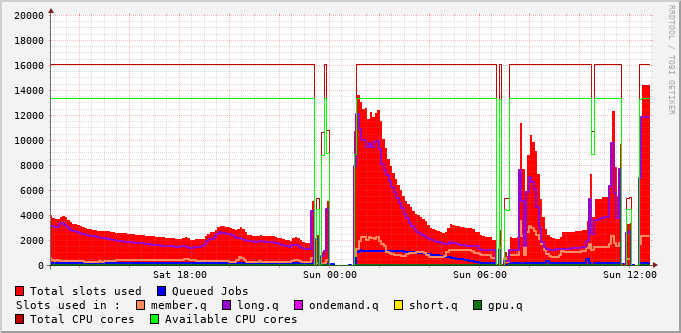 20000
18000
16000
14000
12000
10000
8000
6000
4000
2000
0
Sat 18:00 Sun 00:00 Sun 06:00 Sun 12:00
RRDTOOL / TOBI OETIKER
Total slots used Queued Jobs
Slots used in : member.q long.q ondemand.q short.q gpu.q
Total CPU cores Available CPU cores